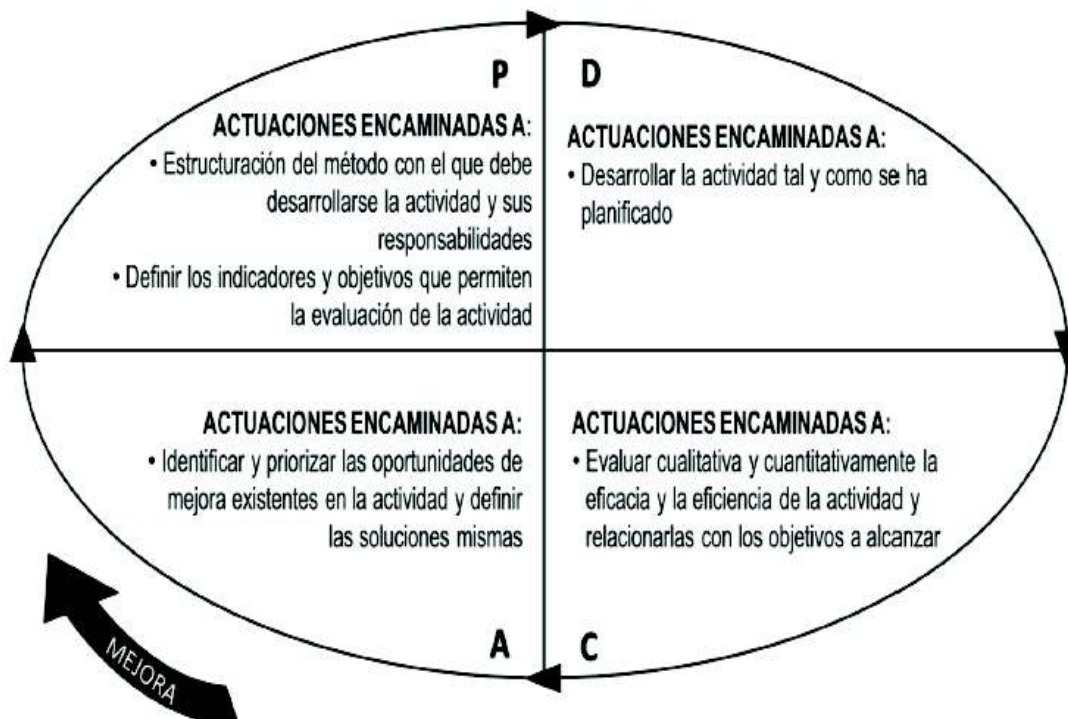 P
ACTUACIONES ENCAMINADAS A:
• Estructuración del método con el que debe
desarrollarse la actividad y sus
responsabilidades
• Definir los indicadores y objetivos que permiten
la evaluación de la actividad
D
ACTUACIONES ENCAMINADAS A:
• Desarrollar la actividad tal y como se ha
planificado
ACTUACIONES ENCAMINADAS A:
• Identificar y priorizar las oportunidades de
mejora existentes en la actividad y definir
las soluciones mismas
A
ACTUACIONES ENCAMINADAS A:
• Evaluar cualitativa y cuantitativamente la
eficacia y la eficiencia de la actividad y
relacionarlas con los objetivos a alcanzar
C
MEJORA